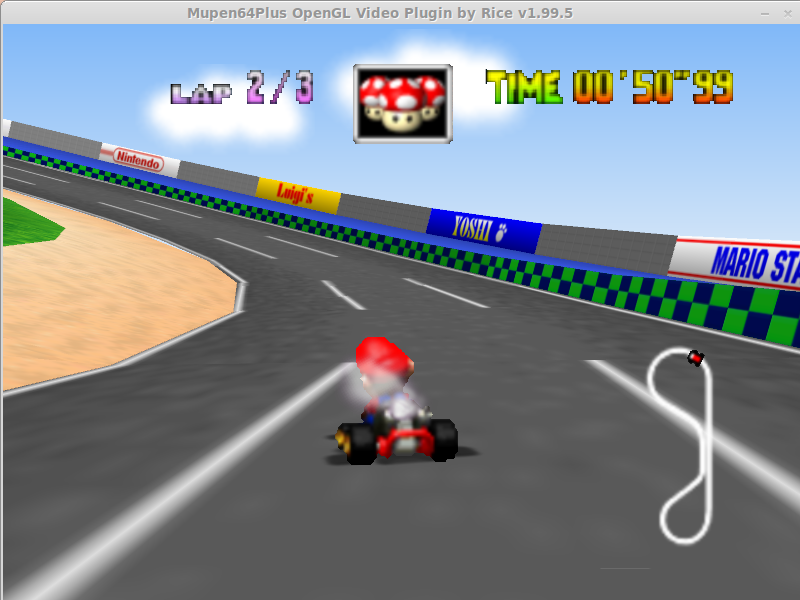 Mupen64Plus OpenGL Video Plugin by Rice v1.99.5
LAP 2/3
TIME 00'50"99
Nintendo
Luigi's
YOSHI
MARIO STA